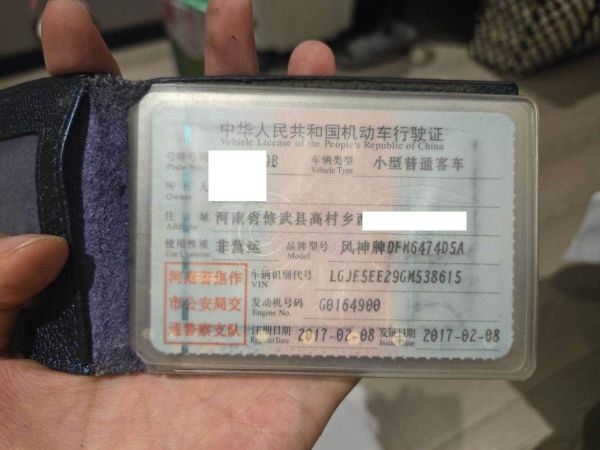 中华人民共和国机动车行驶证
Vehicle License of the People's Republic of China
号牌号码 9B 车辆类型 小型普通客车
Plate No. Vehicle Type
所有人
Owner
住址 河南省修武县高村乡
Address
使用性质 非营运 品牌型号 风神牌DFM6474D5A
Use Character Model
河南省焦作
市公安局交
通警察支队
车辆识别代号 LGJE5EE29GM538615
VIN
发动机号码 G0164900
Engine No.
注册日期 2017-02-08 发证日期 2017-02-08
Register Date Issue Date